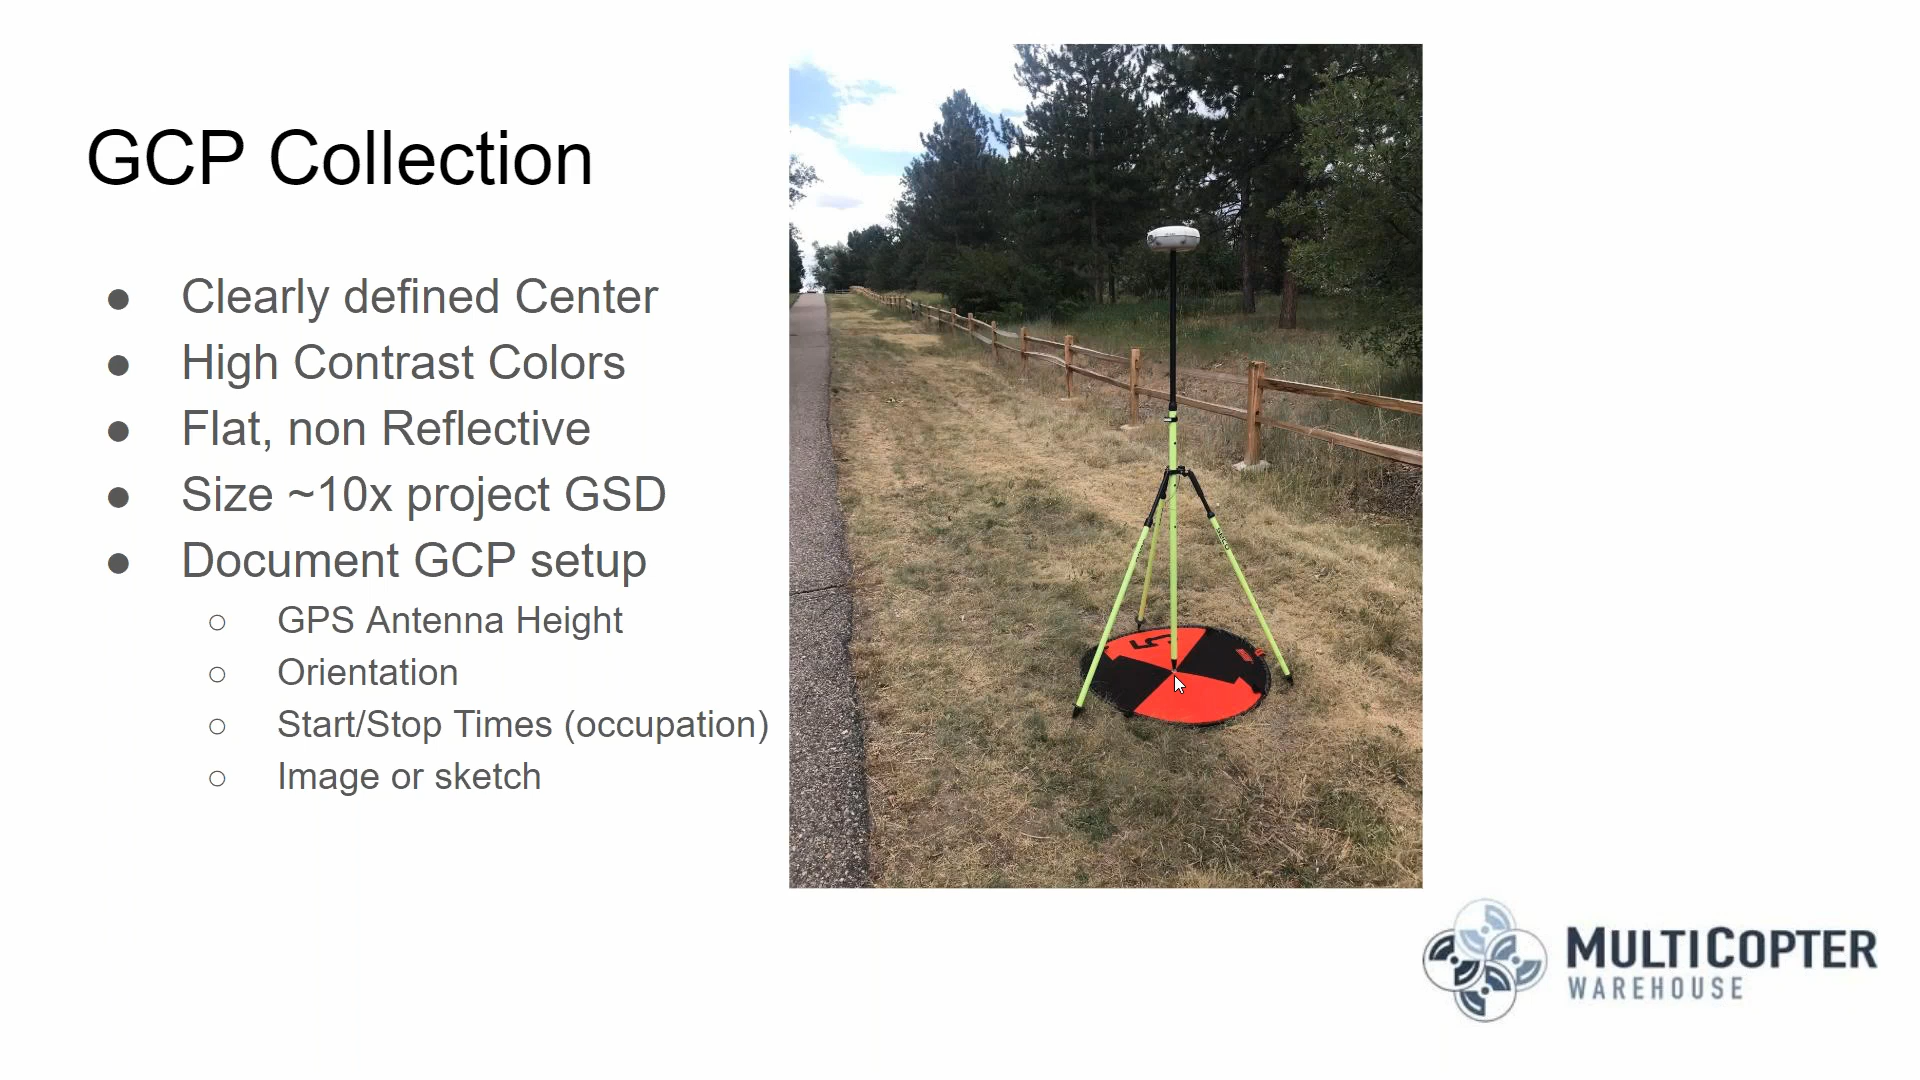 GCP Collection
● Clearly defined Center
● High Contrast Colors
● Flat, non Reflective
● Size ~10x project GSD
● Document GCP setup
○ GPS Antenna Height
○ Orientation
○ Start/Stop Times (occupation)
○ Image or sketch
5
MULTICOPTER
WAREHOUSE